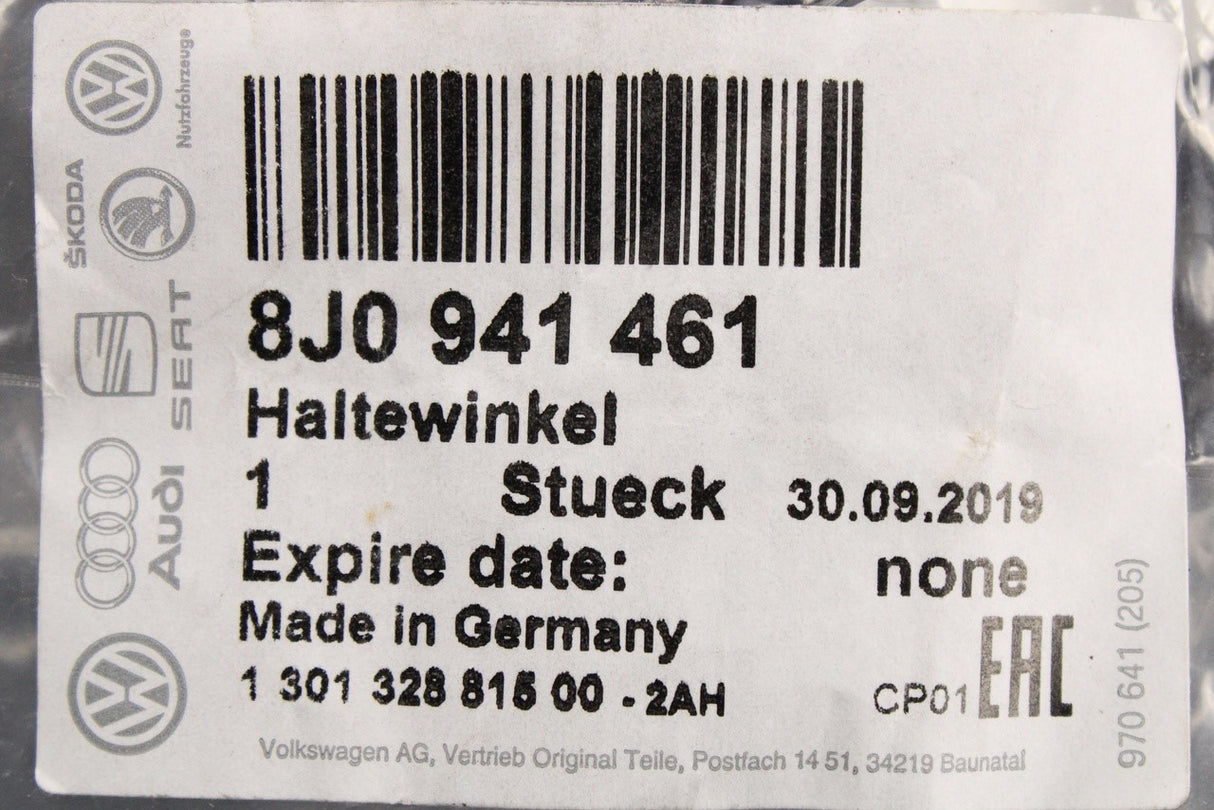 Nutzfahrzeuge
ŠKODA
SEAT
Audi
8J0 941 461
Haltewinkel
1 Stueck 30.09.2019
Expire date: none
Made in Germany
1 301 328 815 00 - 2AH CP01 EAC
Volkswagen AG, Vertrieb Original Teile, Postfach 14 51, 34219 Baunatal
970 641 (205)